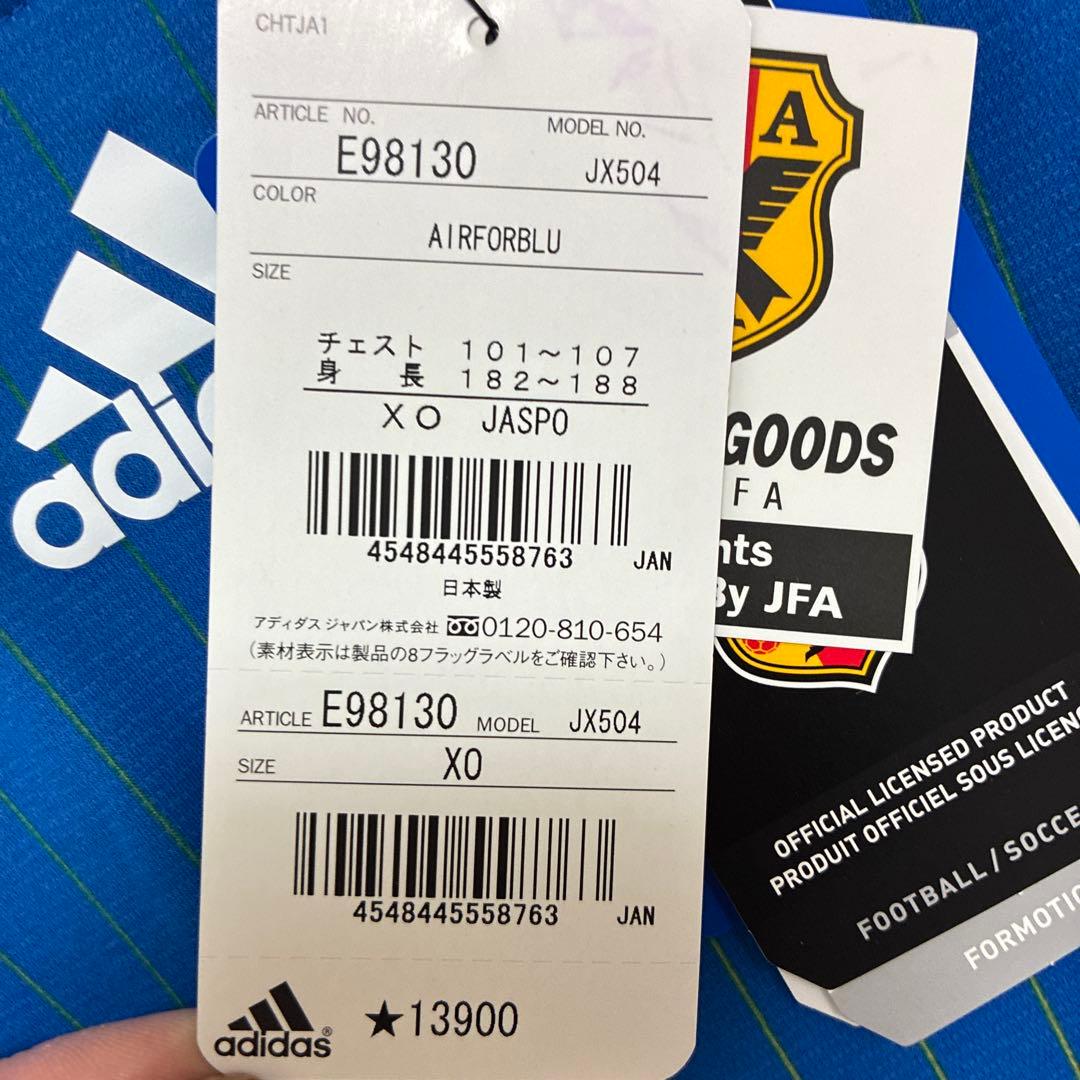 CHTJA1
ARTICLE NO.
MODEL NO.
E98130
JX504
COLOR
AIRFORBLU
SIZE
チェスト 101~107
身長 182~188
XO JASPO
4548445558763 JAN
日本製
アディダス ジャパン株式会社 0120-810-654
(素材表示は製品の8フラッグラベルをご確認下さい。)
ARTICLE E98130 MODEL JX504
SIZE XO
4548445558763 JAN
adidas® ★13900
adi
A
GOODS
FA
nts
By JFA
OFFICIAL LICENSED PRODUCT
PRODUIT OFFICIEL SOUS LICEN
FOOTBALL / SOCCE
FORMOTIO